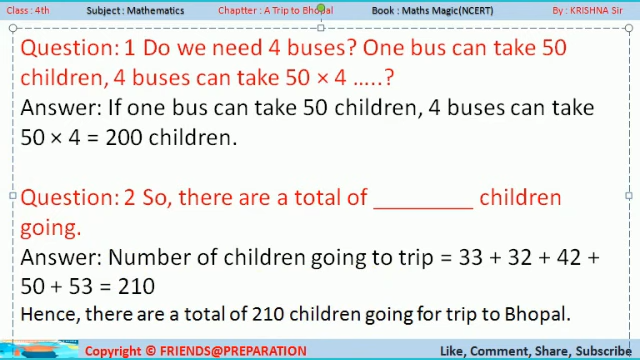 Class : 4th Subject : Mathematics Chaptter : A Trip to Bhopal Book : Maths Magic(NCERT) By : KRISHNA Sir
Question: 1 Do we need 4 buses? One bus can take 50
children, 4 buses can take 50 × 4 …..?
Answer: If one bus can take 50 children, 4 buses can take
50 × 4 = 200 children.
Question: 2 So, there are a total of _________ children
going.
Answer: Number of children going to trip = 33 + 32 + 42 +
50 + 53 = 210
Hence, there are a total of 210 children going for trip to Bhopal.
Copyright © FRIENDS@PREPARATION Like, Comment, Share, Subscribe